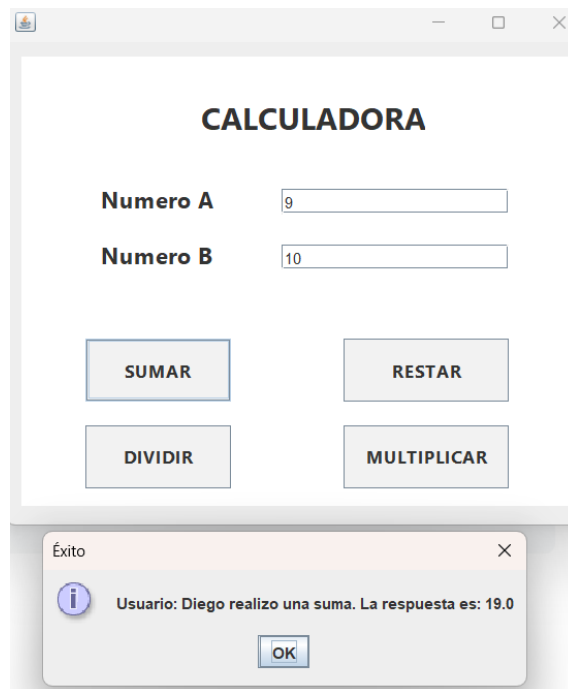 CALCULADORA
Numero A 9
Numero B 10
SUMAR RESTAR
DIVIDIR MULTIPLICAR
Éxito
Usuario: Diego realizo una suma. La respuesta es: 19.0
OK